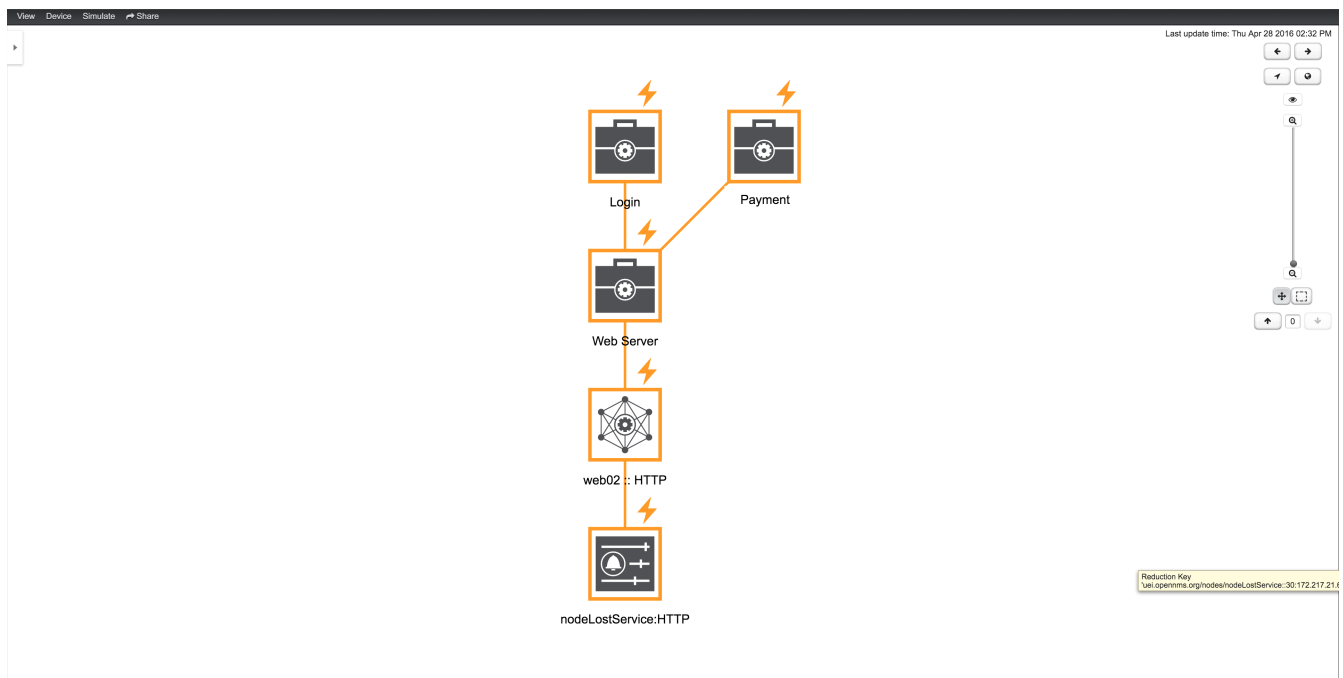 View Device Simulate Share
Last update time: Thu Apr 28 2016 02:32 PM
Login
Payment
Web Server
0
web02 :: HTTP
Reduction Key
'uei.opennms.org/nodes/nodeLostService::30:172.217.21.
nodeLostService:HTTP